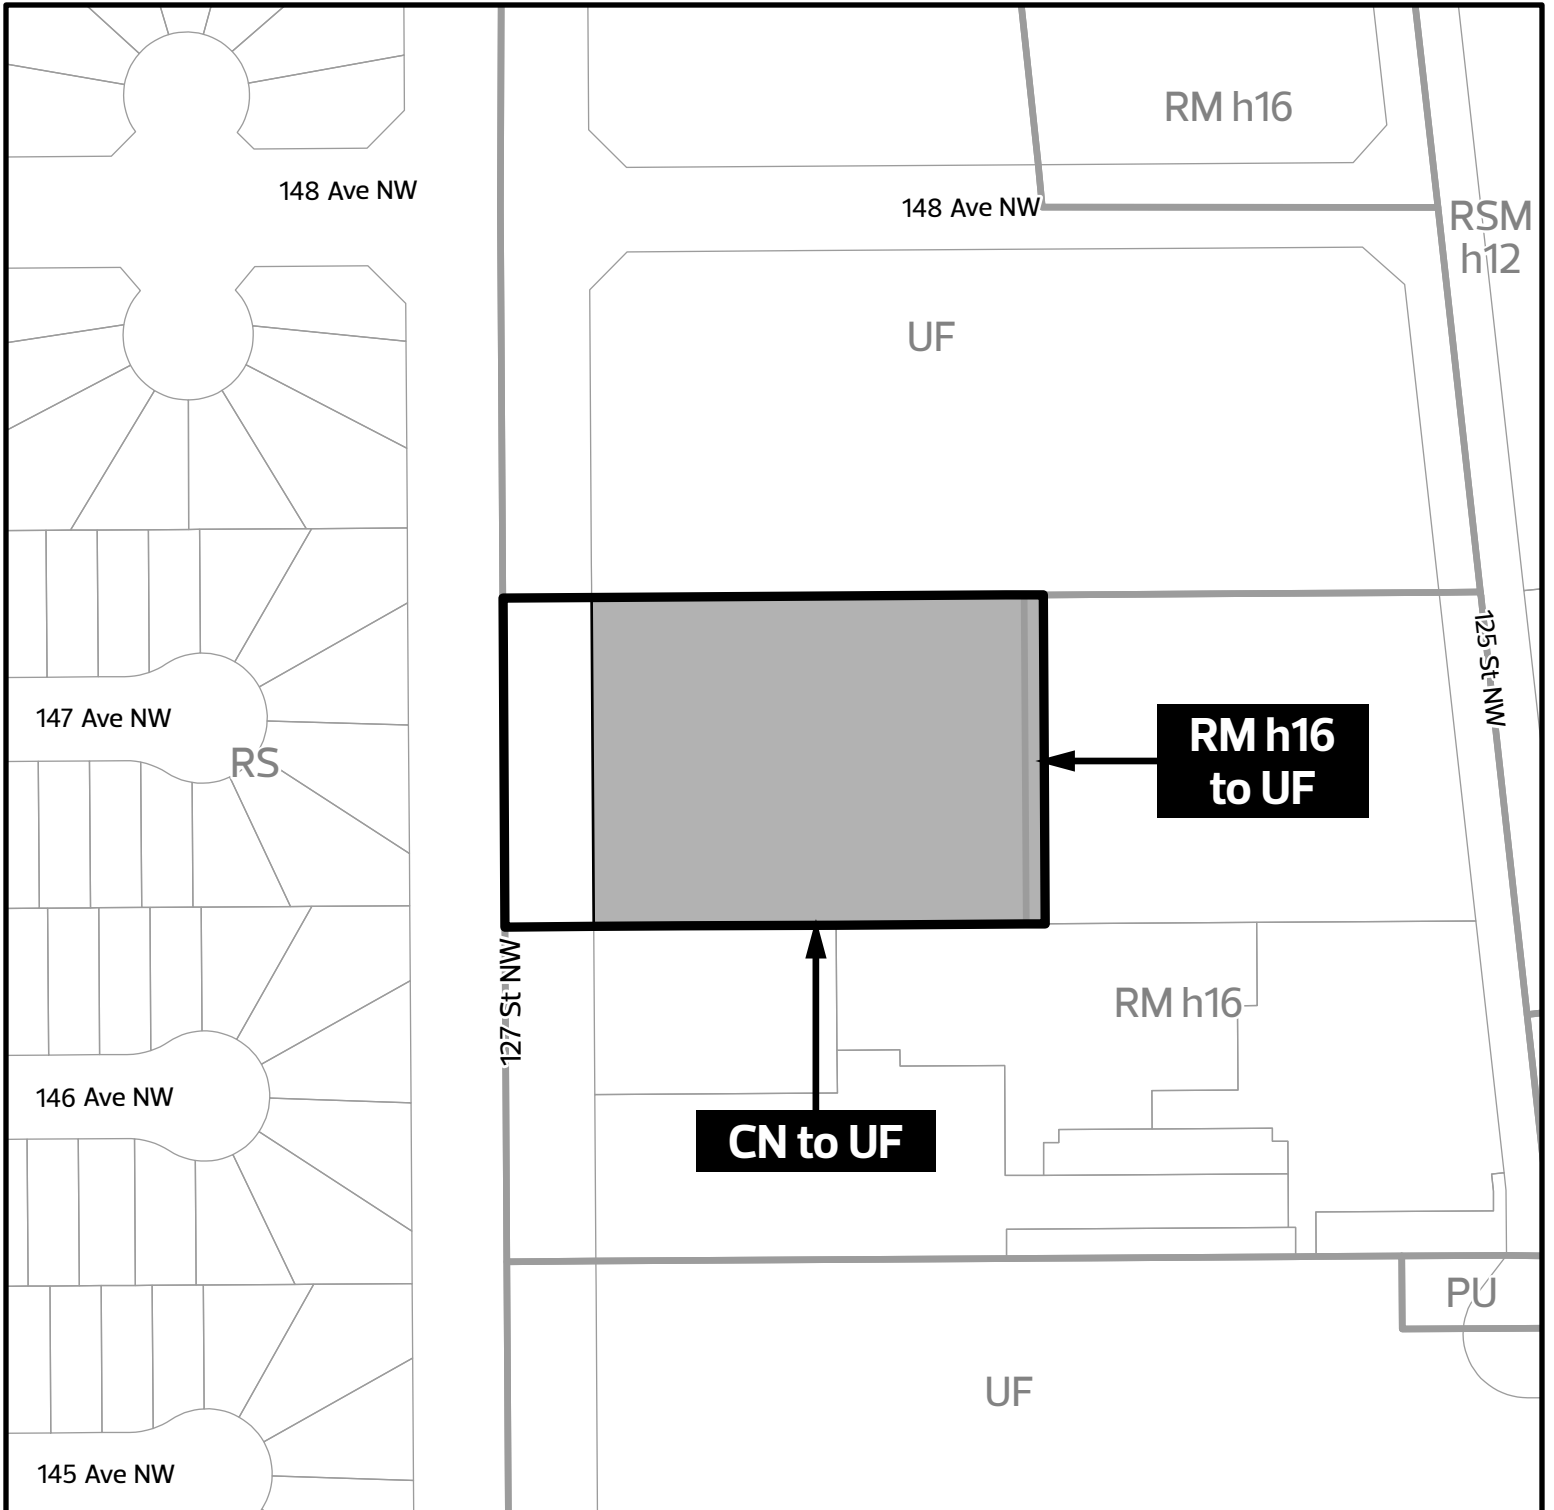 RM h16
148 Ave NW
148 Ave NW
RSM
h12
UF
125 St NW
147 Ave NW
RS
RM h16
to UF
127 St NW
RM h16
146 Ave NW
CN to UF
PU
UF
145 Ave NW